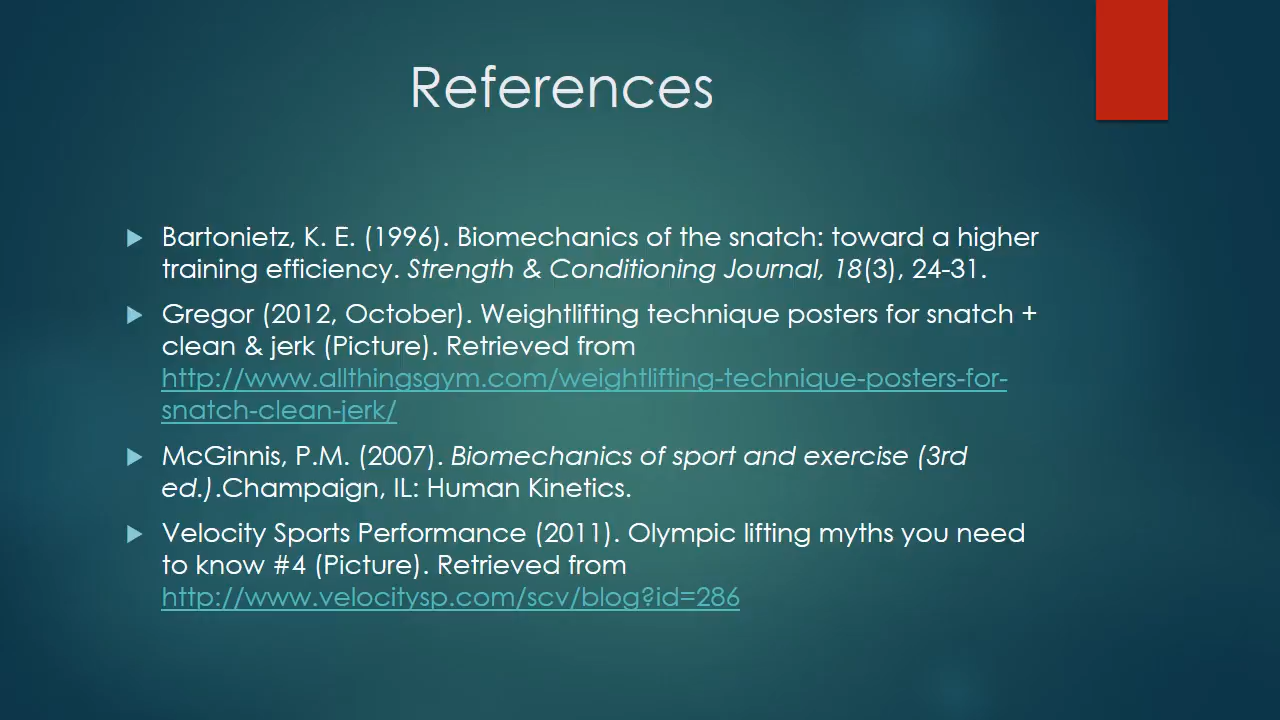 References
Bartonietz, K. E. (1996). Biomechanics of the snatch: toward a higher
training efficiency. Strength & Conditioning Journal, 18(3), 24-31.
Gregor (2012, October). Weightlifting technique posters for snatch +
clean & jerk (Picture). Retrieved from
http://www.allthingsgym.com/weightlifting-technique-posters-for-
snatch-clean-jerk/
McGinnis, P.M. (2007). Biomechanics of sport and exercise (3rd
ed.).Champaign, IL: Human Kinetics.
Velocity Sports Performance (2011). Olympic lifting myths you need
to know #4 (Picture). Retrieved from
http://www.velocitysp.com/scv/blog?id=286